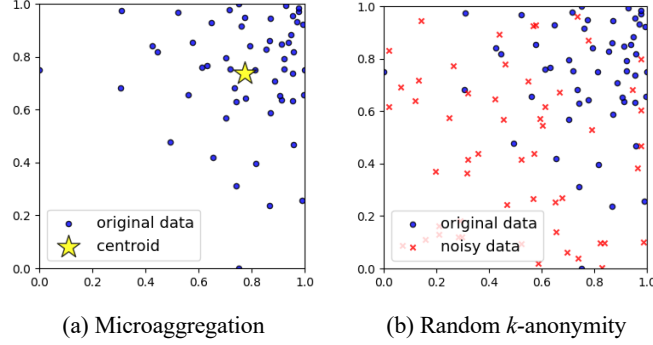 1.0
0.8
0.6
0.4
0.2
0.0
0.0 0.2 0.4 0.6 0.8 1.0
original data
centroid
(a) Microaggregation
1.0
0.8
0.6
0.4
0.2
0.0
0.0 0.2 0.4 0.6 0.8 1.0
original data
noisy data
(b) Random k-anonymity